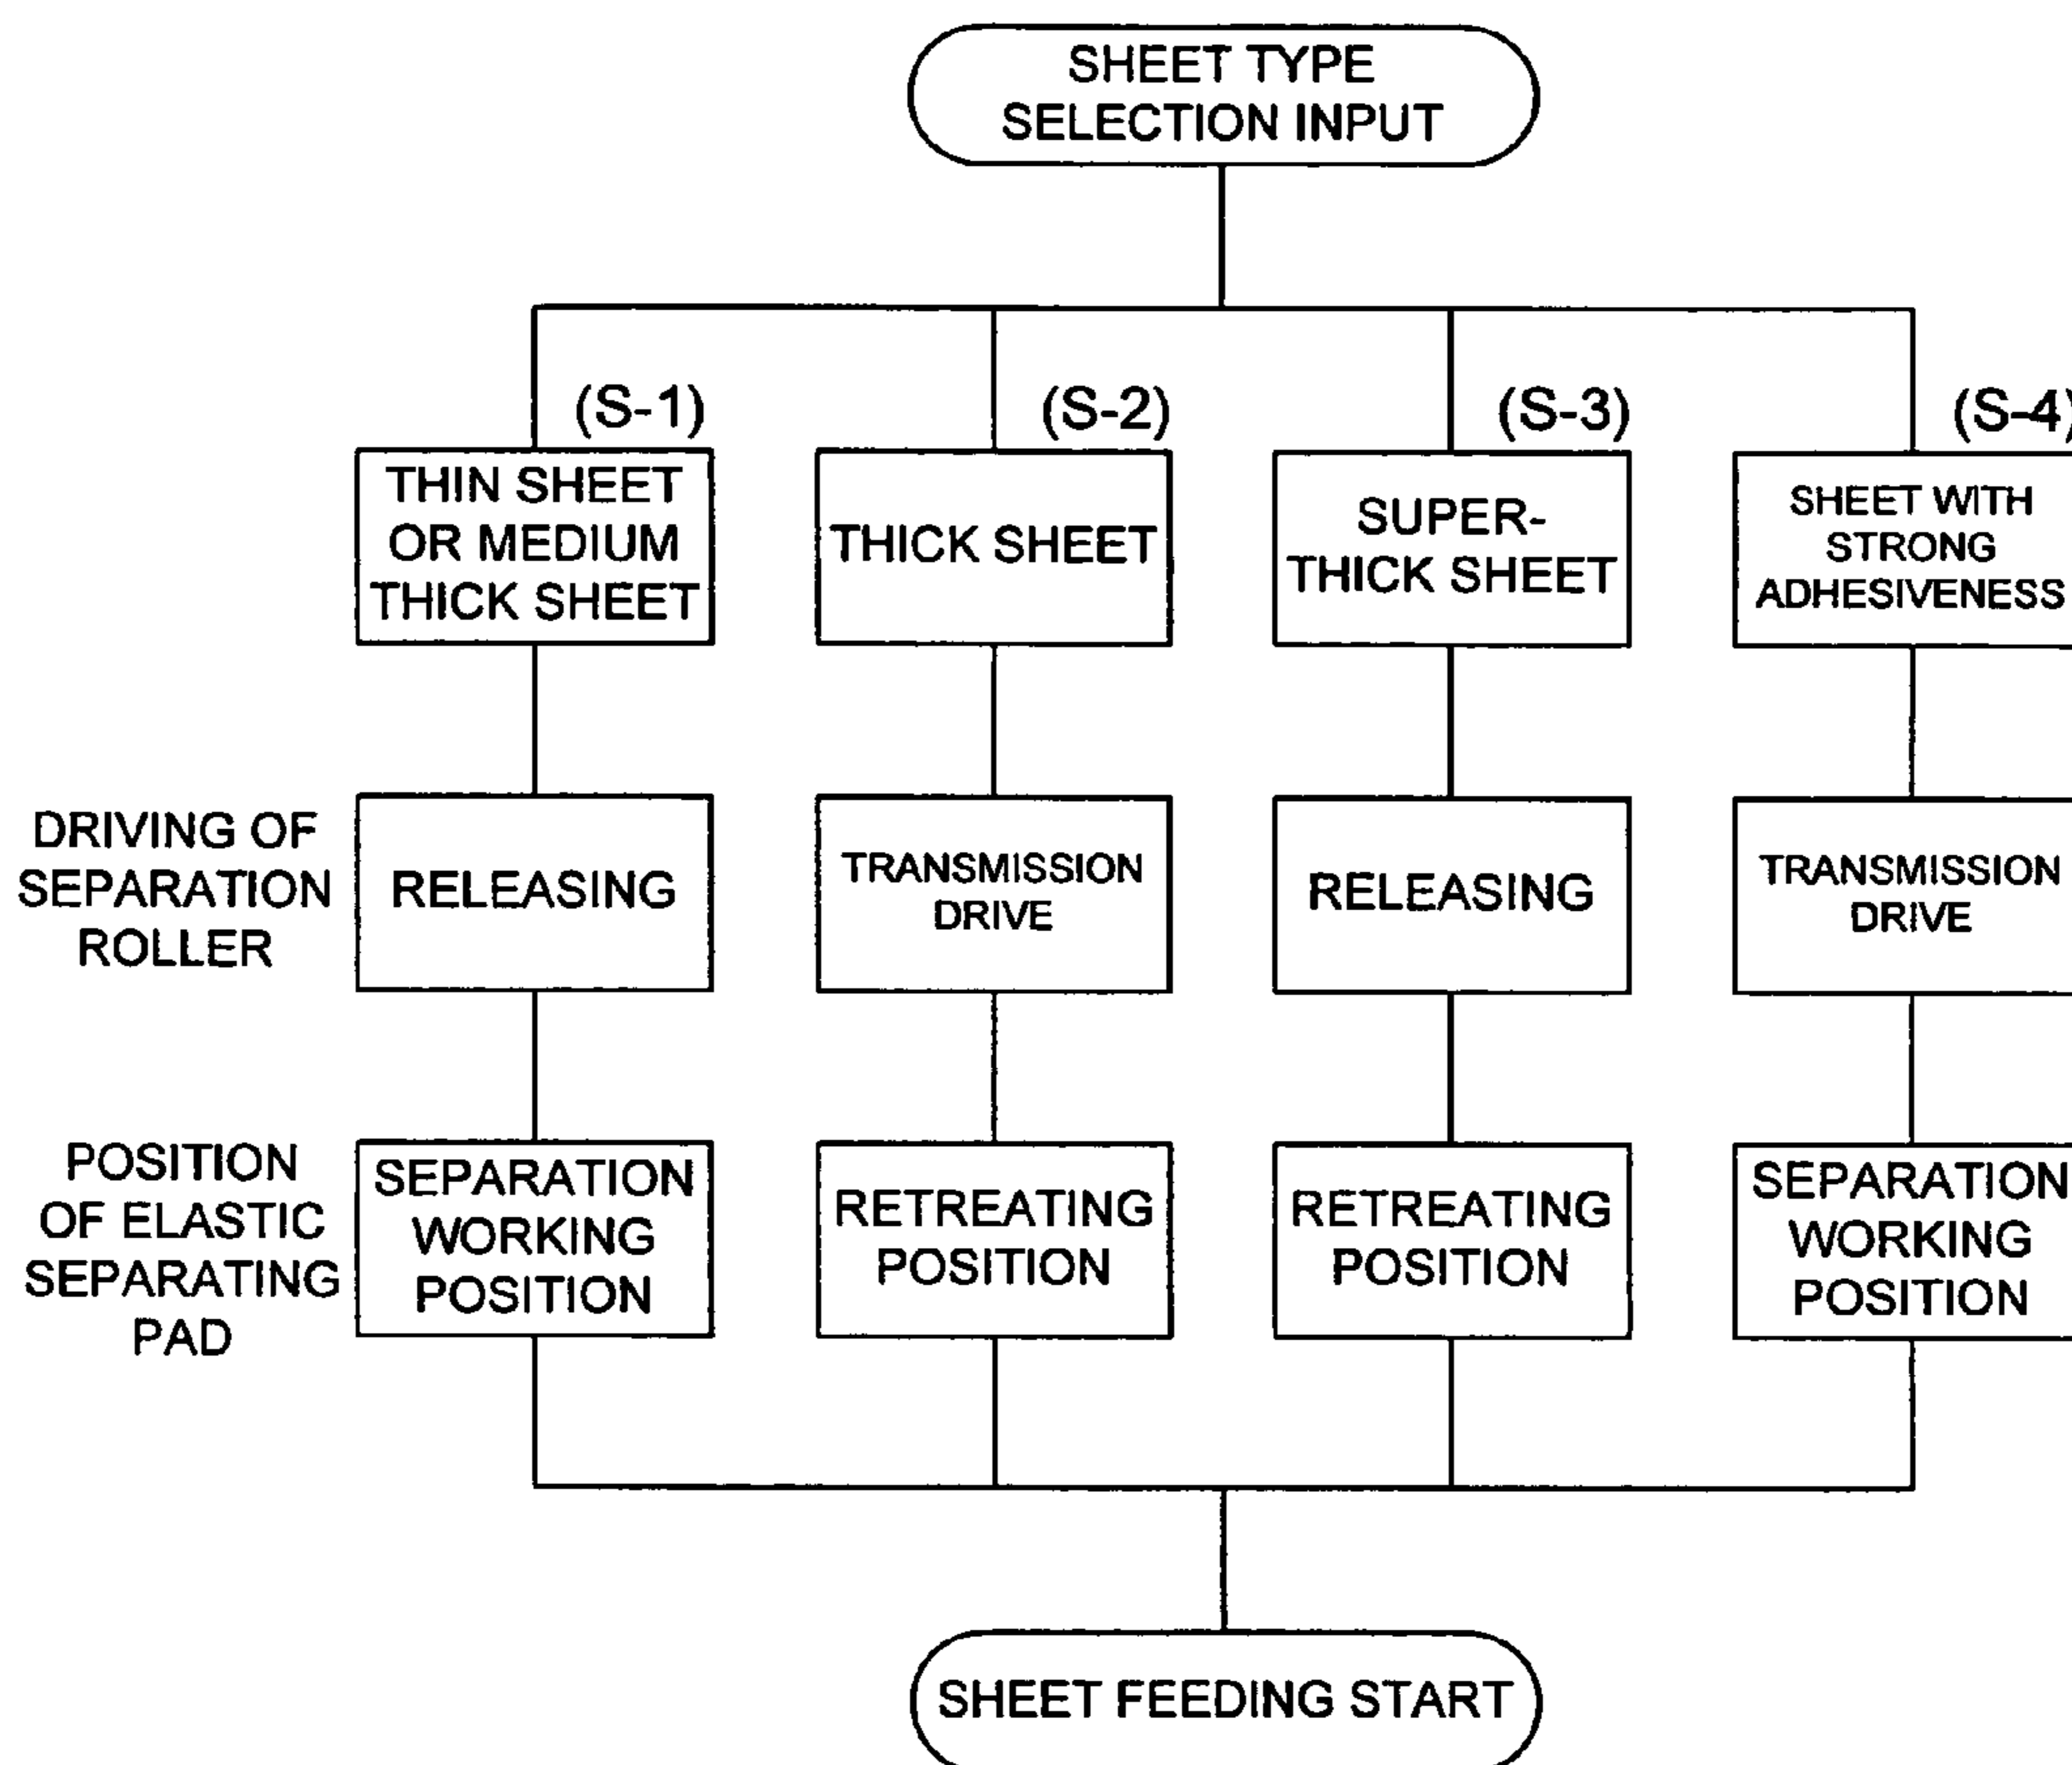 SHEET TYPE
SELECTION INPUT
(S-1)
(S-2)
(S-3)
(S-4)
THIN SHEET
OR MEDIUM
THICK SHEET
THICK SHEET
SUPER-
THICK SHEET
SHEET WITH
STRONG
ADHESIVENESS
DRIVING OF
SEPARATION
ROLLER
RELEASING
TRANSMISSION
DRIVE
RELEASING
TRANSMISSION
DRIVE
POSITION
OF ELASTIC
SEPARATING
PAD
SEPARATION
WORKING
POSITION
RETREATING
POSITION
RETREATING
POSITION
SEPARATION
WORKING
POSITION
SHEET FEEDING START